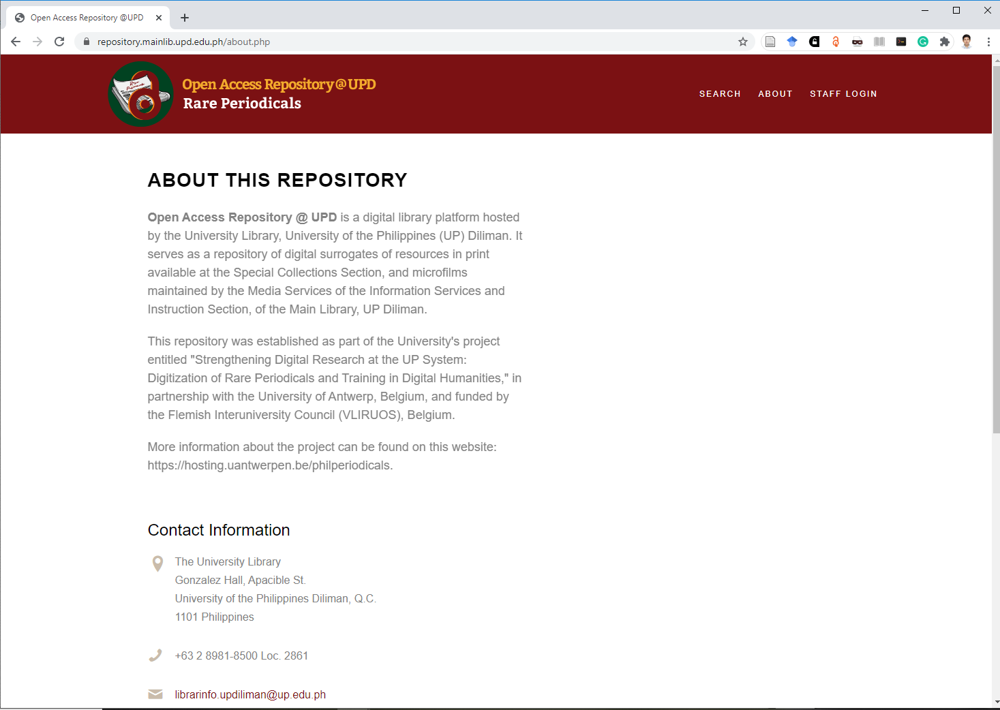 Open Access Repository @UPD
repository.mainlib.upd.edu.ph/about.php
Open Access Repository@UPD
Rare Periodicals
SEARCH ABOUT STAFF LOGIN
ABOUT THIS REPOSITORY
Open Access Repository @ UPD is a digital library platform hosted
by the University Library, University of the Philippines (UP) Diliman. It
serves as a repository of digital surrogates of resources in print
available at the Special Collections Section, and microfilms
maintained by the Media Services of the Information Services and
Instruction Section, of the Main Library, UP Diliman.
This repository was established as part of the University's project
entitled "Strengthening Digital Research at the UP System:
Digitization of Rare Periodicals and Training in Digital Humanities," in
partnership with the University of Antwerp, Belgium, and funded by
the Flemish Interuniversity Council (VLIRUOS), Belgium.
More information about the project can be found on this website:
https://hosting.uantwerpen.be/philperiodicals.
Contact Information
The University Library
Gonzalez Hall, Apacible St.
University of the Philippines Diliman, Q.C.
1101 Philippines
+63 2 8981-8500 Loc. 2861
librarinfo.updiliman@up.edu.ph